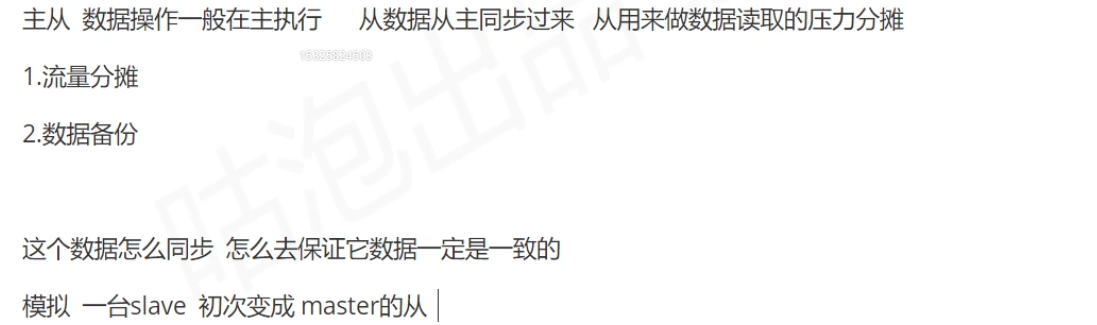 主从 数据操作一般在主执行 从数据从主同步过来 从用来做数据读取的压力分摊
1.流量分摊
2.数据备份
咕泡出品
这个数据怎么同步 怎么去保证它数据一定是一致的
模拟 一台slave 初次变成 master的从